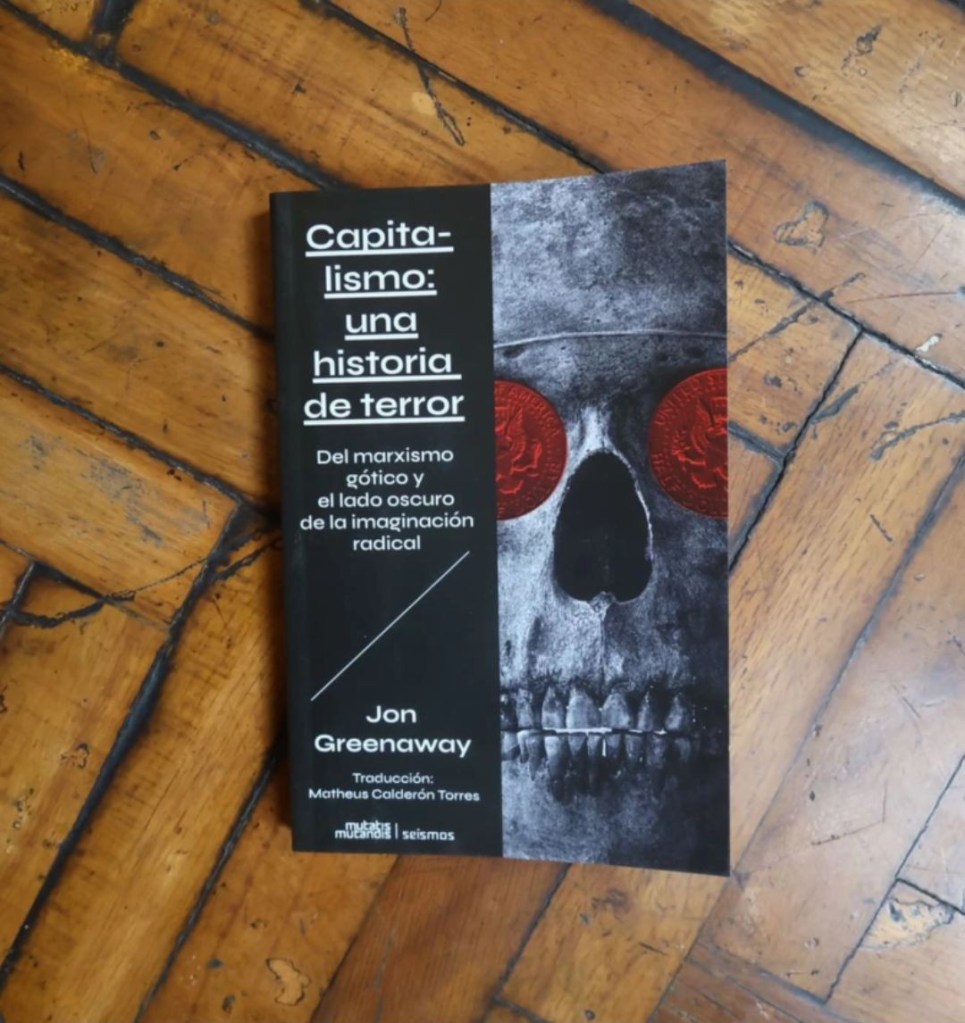 Capita-
lismo:
una
historia
de terror
Del marxismo
gótico y
el lado oscuro
de la imaginación
radical
Jon
Greenaway
Traducción:
Matheus Calderón Torres
mutatis
mutandis | seismos